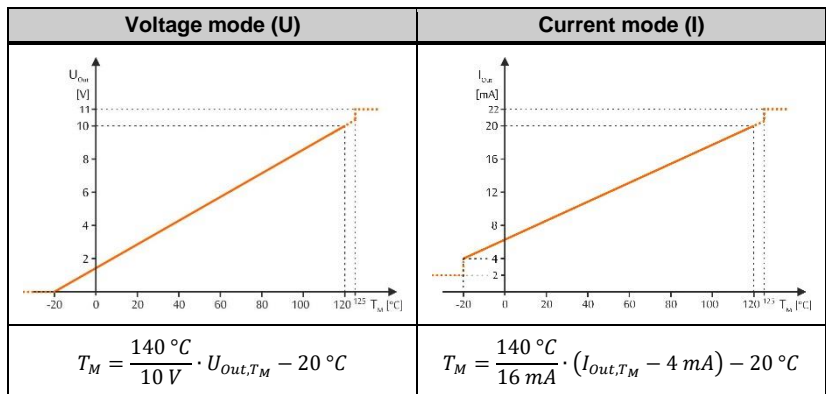 Voltage mode (U)
Current mode (I)
U_Out
[V]
11
10
8
6
4
2
-20 0 20 40 60 80 100 120 125 T_M [°C]
I_Out
[mA]
22
20
16
12
8
4
2
-20 0 20 40 60 80 100 120 125 T_M [°C]
T_M = 140 °C / 10 V · U_Out,T_M − 20 °C
T_M = 140 °C / 16 mA · (I_Out,T_M − 4 mA) − 20 °C